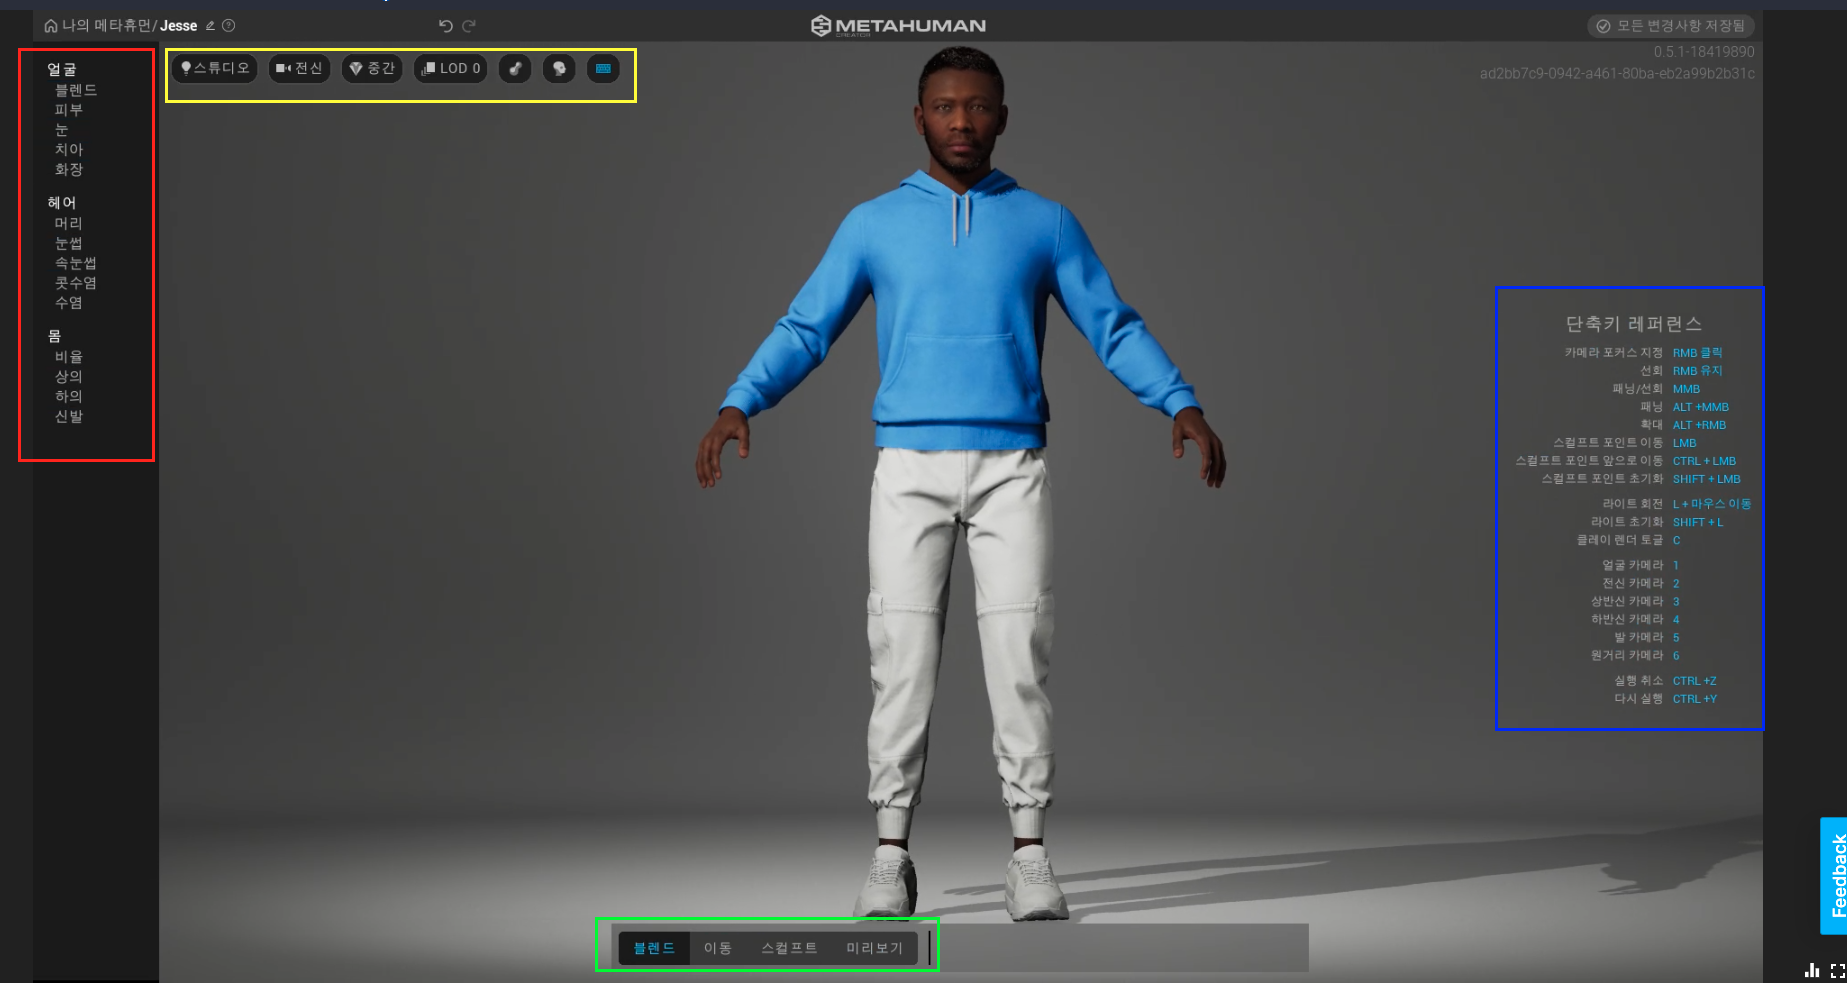 나의 메타휴먼/ Jesse
METAHUMAN
CREATOR
모든 변경사항 저장됨
0.5.1-18419890
ad2bb7c9-0942-a461-80ba-eb2a99b2b31c
스튜디오 전신 중간 LOD 0
얼굴
블렌드
피부
눈
치아
화장
헤어
머리
눈썹
속눈썹
콧수염
수염
몸
비율
상의
하의
신발
단축키 레퍼런스
카메라 포커스 지정 RMB 클릭
선회 RMB 유지
패닝/선회 MMB
패닝 ALT +MMB
확대 ALT +RMB
스컬프트 포인트 이동 LMB
스컬프트 포인트 앞으로 이동 CTRL + LMB
스컬프트 포인트 초기화 SHIFT + LMB
라이트 회전 L + 마우스 이동
라이트 초기화 SHIFT + L
클레이 렌더 토글 C
얼굴 카메라 1
전신 카메라 2
상반신 카메라 3
하반신 카메라 4
발 카메라 5
원거리 카메라 6
실행 취소 CTRL +Z
다시 실행 CTRL +Y
Feedback
블렌드 이동 스컬프트 미리보기